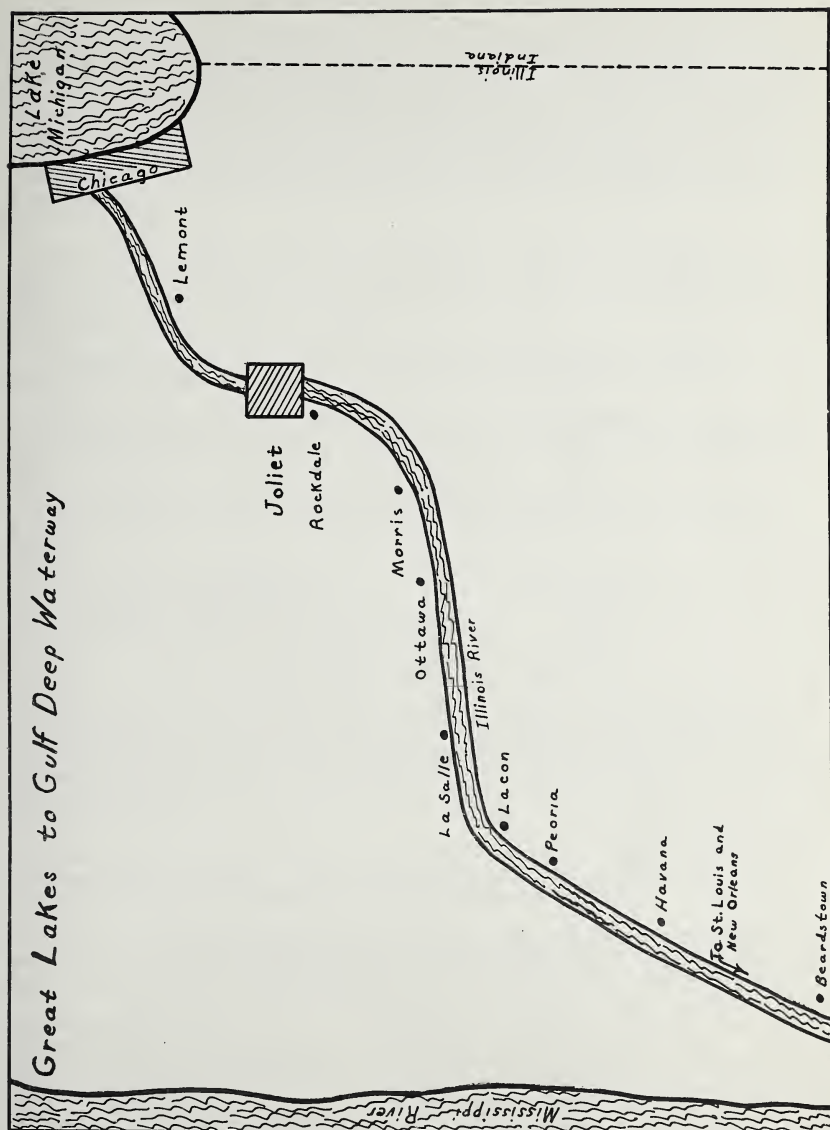 Great Lakes to Gulf Deep Waterway
Lake
Michigan
Chicago
Illinois
Indiana
Lemont
Joliet
Rockdale
Morris
Ottawa
Illinois River
La Salle
Lacon
Peoria
Havana
To St. Louis and
New Orleans
Beardstown
Mississippi River